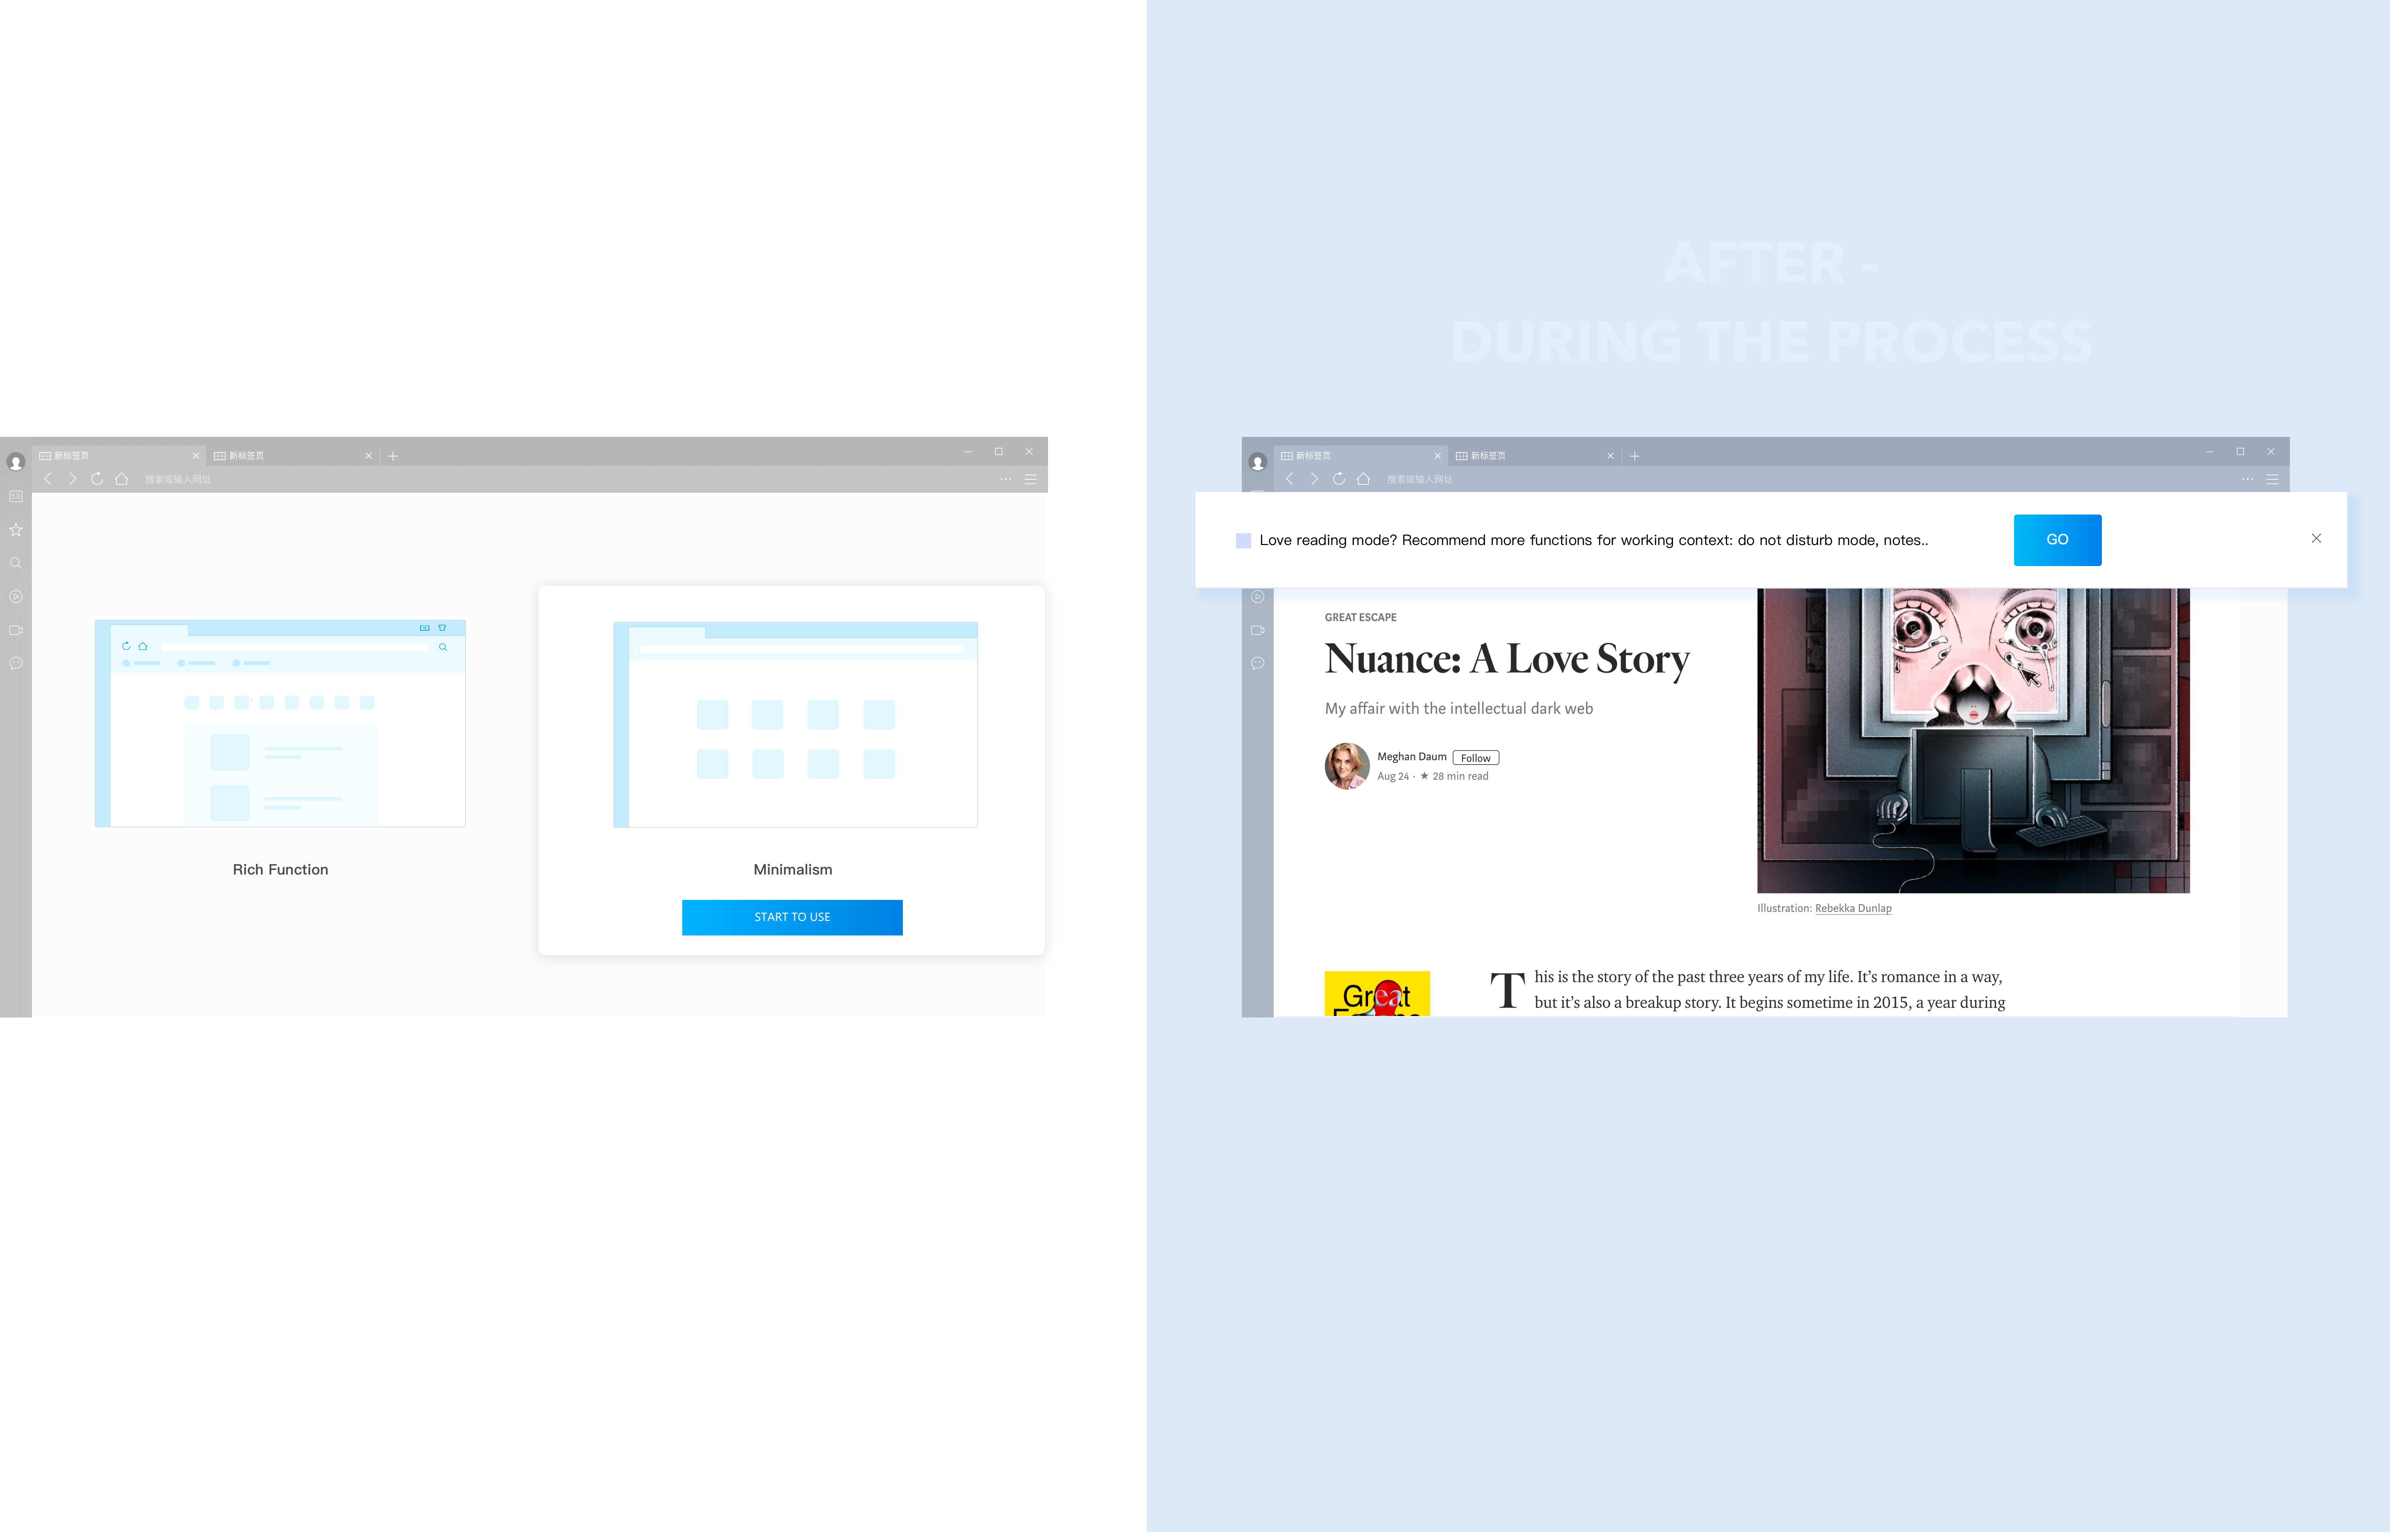 新标签页
新标签页
搜索或输入网址
Rich Function
Minimalism
START TO USE
AFTER -
DURING THE PROCESS
新标签页
新标签页
搜索或输入网址
Love reading mode? Recommend more functions for working context: do not disturb mode, notes..
GO
GREAT ESCAPE
Nuance: A Love Story
My affair with the intellectual dark web
Meghan Daum Follow
Aug 24 · ★ 28 min read
Illustration: Rebekka Dunlap
Great
This is the story of the past three years of my life. It’s romance in a way,
but it’s also a breakup story. It begins sometime in 2015, a year during